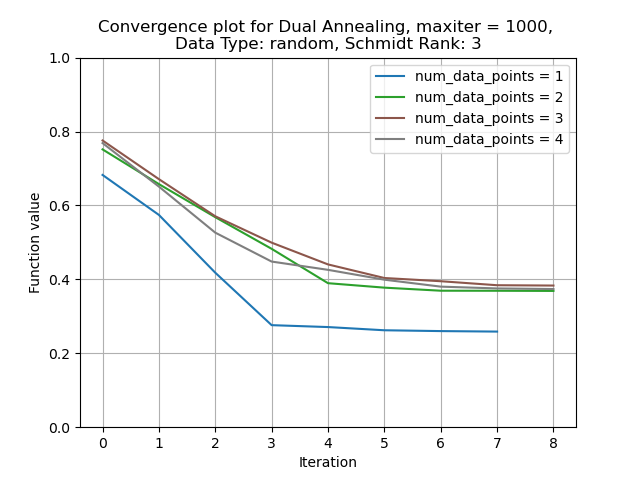 Convergence plot for Dual Annealing, maxiter = 1000,
Data Type: random, Schmidt Rank: 3
num_data_points = 1
num_data_points = 2
num_data_points = 3
num_data_points = 4
Function value
1.0
0.8
0.6
0.4
0.2
0.0
0 1 2 3 4 5 6 7 8
Iteration